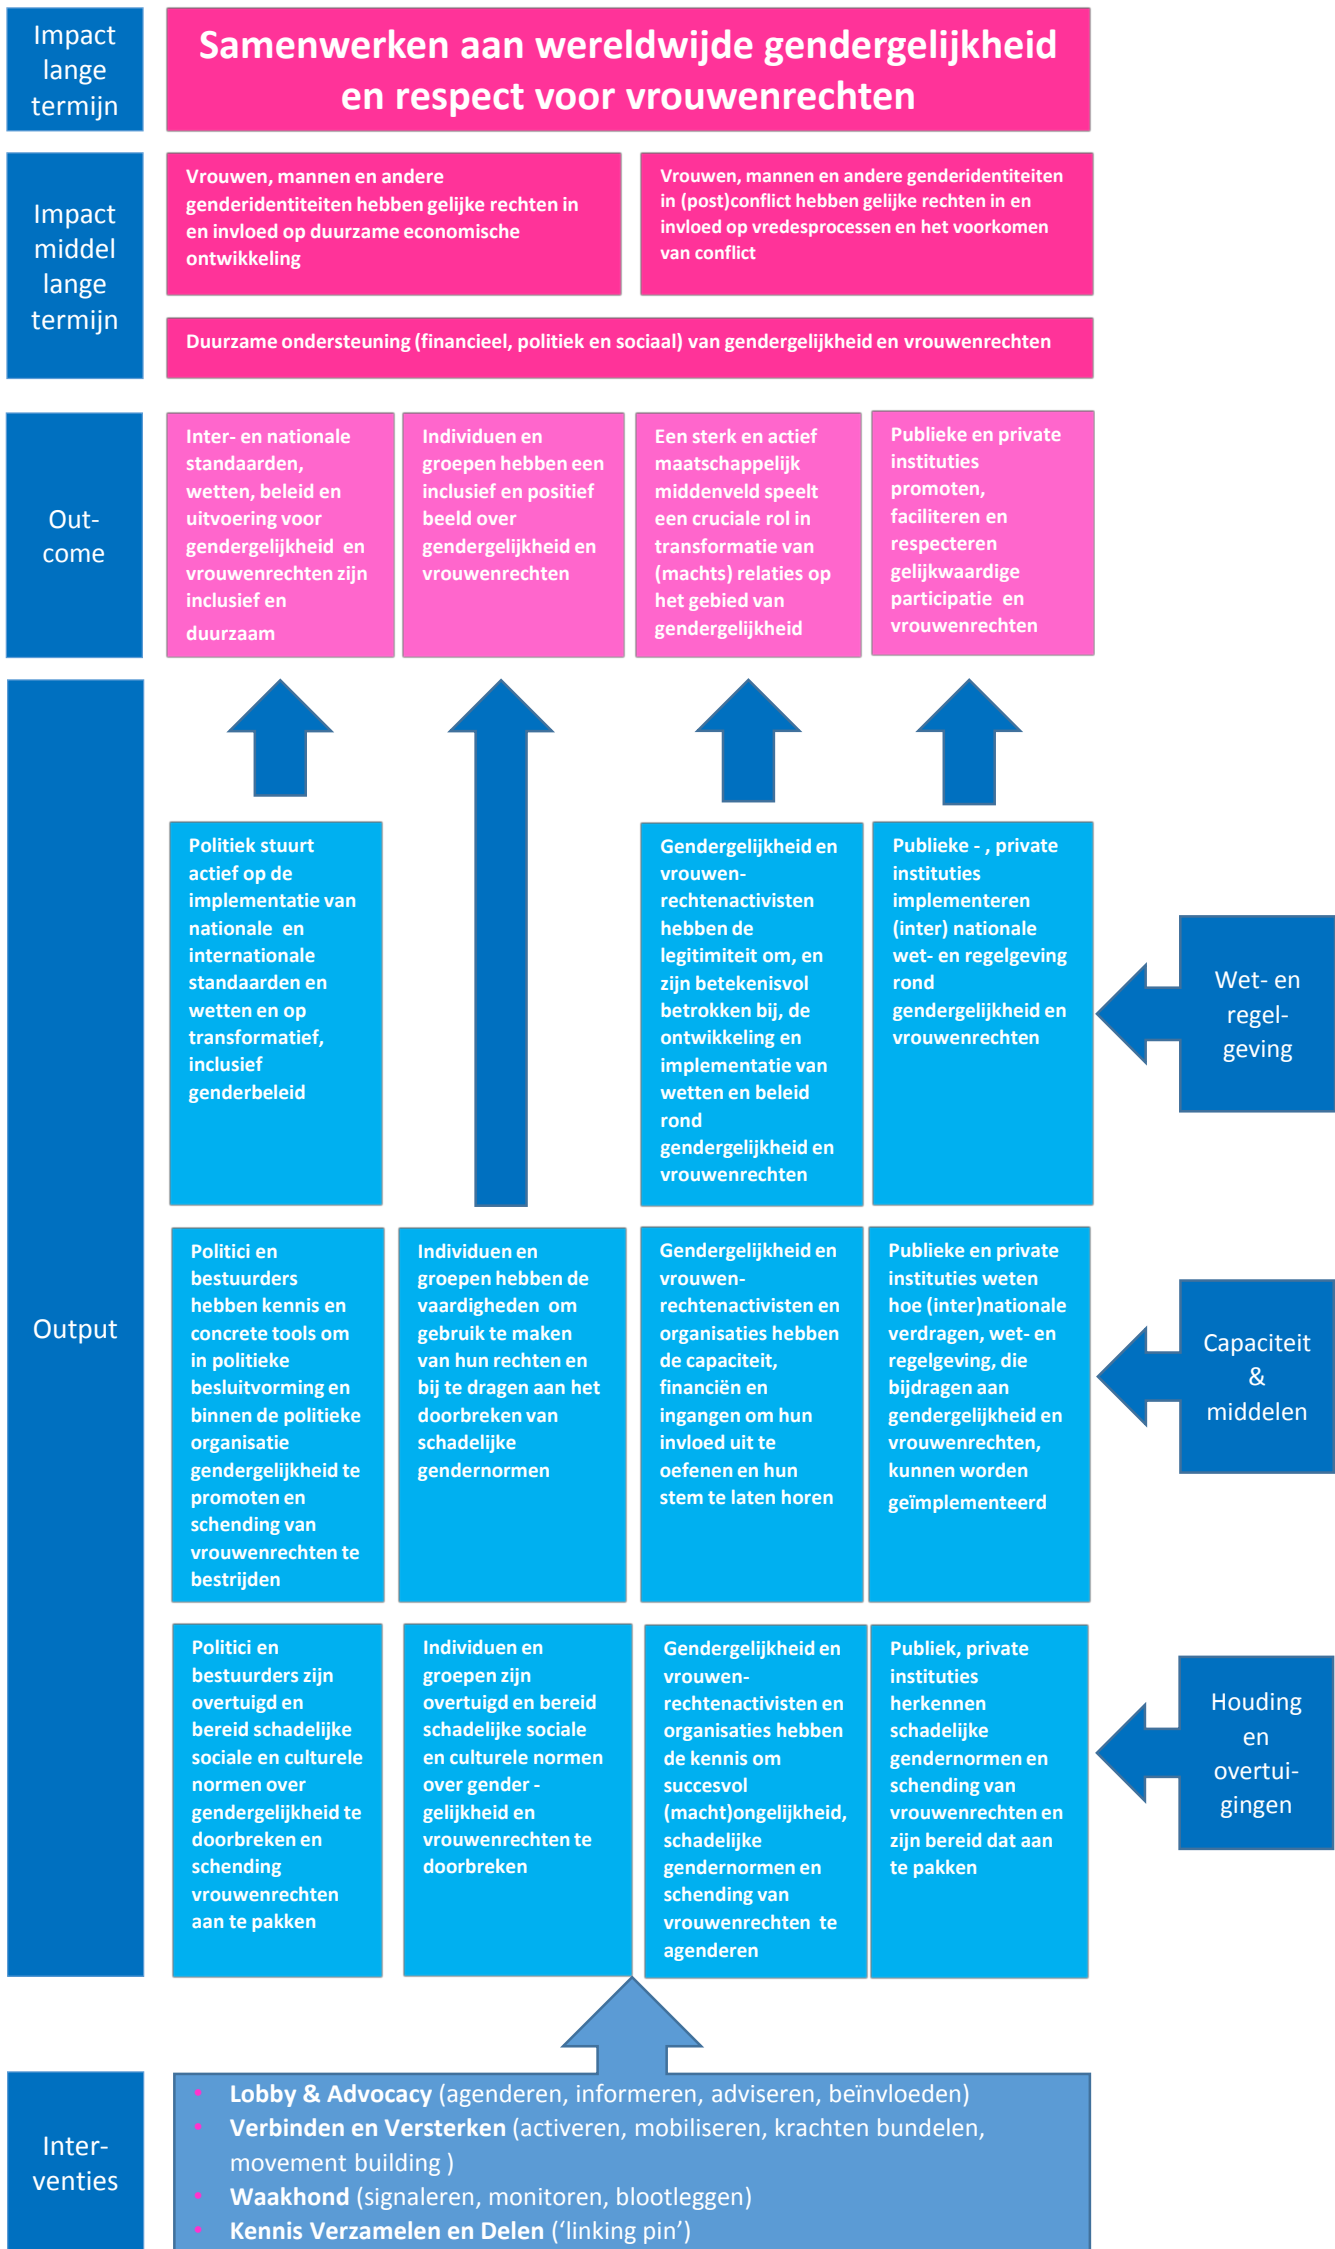 Impact
lange
termijn
Samenwerken aan wereldwijde gendergelijkheid
en respect voor vrouwenrechten
Impact
middel
lange
termijn
Vrouwen, mannen en andere
genderidentiteiten hebben gelijke rechten in
en invloed op duurzame economische
ontwikkeling
Vrouwen, mannen en andere genderidentiteiten
in (post)conflict hebben gelijke rechten in en
invloed op vredesprocessen en het voorkomen
van conflict
Duurzame ondersteuning (financieel, politiek en sociaal) van gendergelijkheid en vrouwenrechten
Out-
come
Inter- en nationale
standaarden,
wetten, beleid en
uitvoering voor
gendergelijkheid en
vrouwenrechten zijn
inclusief en
duurzaam
Individuen en
groepen hebben een
inclusief en positief
beeld over
gendergelijkheid en
vrouwenrechten
Een sterk en actief
maatschappelijk
middenveld speelt
een cruciale rol in
transformatie van
(machts) relaties op
het gebied van
gendergelijkheid
Publieke en private
instituties
promoten,
faciliteren en
respecteren
gelijkwaardige
participatie en
vrouwenrechten
Output
Politiek stuurt
actief op de
implementatie van
nationale en
internationale
standaarden en
wetten en op
transformatief,
inclusief
genderbeleid
Gendergelijkheid en
vrouwen-
rechtenactivisten
hebben de
legitimiteit om, en
zijn betekenisvol
betrokken bij, de
ontwikkeling en
implementatie van
wetten en beleid
rond
gendergelijkheid en
vrouwenrechten
Publieke - , private
instituties
implementeren
(inter) nationale
wet- en regelgeving
rond
gendergelijkheid en
vrouwenrechten
Wet- en
regel-
geving
Politici en
bestuurders
hebben kennis en
concrete tools om
in politieke
besluitvorming en
binnen de politieke
organisatie
gendergelijkheid te
promoten en
schending van
vrouwenrechten te
bestrijden
Individuen en
groepen hebben de
vaardigheden om
gebruik te maken
van hun rechten en
bij te dragen aan het
doorbreken van
schadelijke
gendernormen
Gendergelijkheid en
vrouwen-
rechtenactivisten en
organisaties hebben
de capaciteit,
financiën en
ingangen om hun
invloed uit te
oefenen en hun
stem te laten horen
Publieke en private
instituties weten
hoe (inter)nationale
verdragen, wet- en
regelgeving, die
bijdragen aan
gendergelijkheid en
vrouwenrechten,
kunnen worden
geïmplementeerd
Capaciteit
&
middelen
Politici en
bestuurders zijn
overtuigd en
bereid schadelijke
sociale en culturele
normen over
gendergelijkheid te
doorbreken en
schending
vrouwenrechten
aan te pakken
Individuen en
groepen zijn
overtuigd en bereid
schadelijke sociale
en culturele normen
over gender -
gelijkheid en
vrouwenrechten te
doorbreken
Gendergelijkheid en
vrouwen-
rechtenactivisten en
organisaties hebben
de kennis om
succesvol
(macht)ongelijkheid,
schadelijke
gendernormen en
schending van
vrouwenrechten te
agenderen
Publiek, private
instituties
herkennen
schadelijke
gendernormen en
schending van
vrouwenrechten en
zijn bereid dat aan
te pakken
Houding
en
overtui-
gingen
Inter-
venties
• Lobby & Advocacy (agenderen, informeren, adviseren, beïnvloeden)
• Verbinden en Versterken (activeren, mobiliseren, krachten bundelen,
movement building )
• Waakhond (signaleren, monitoren, blootleggen)
• Kennis Verzamelen en Delen (‘linking pin’)